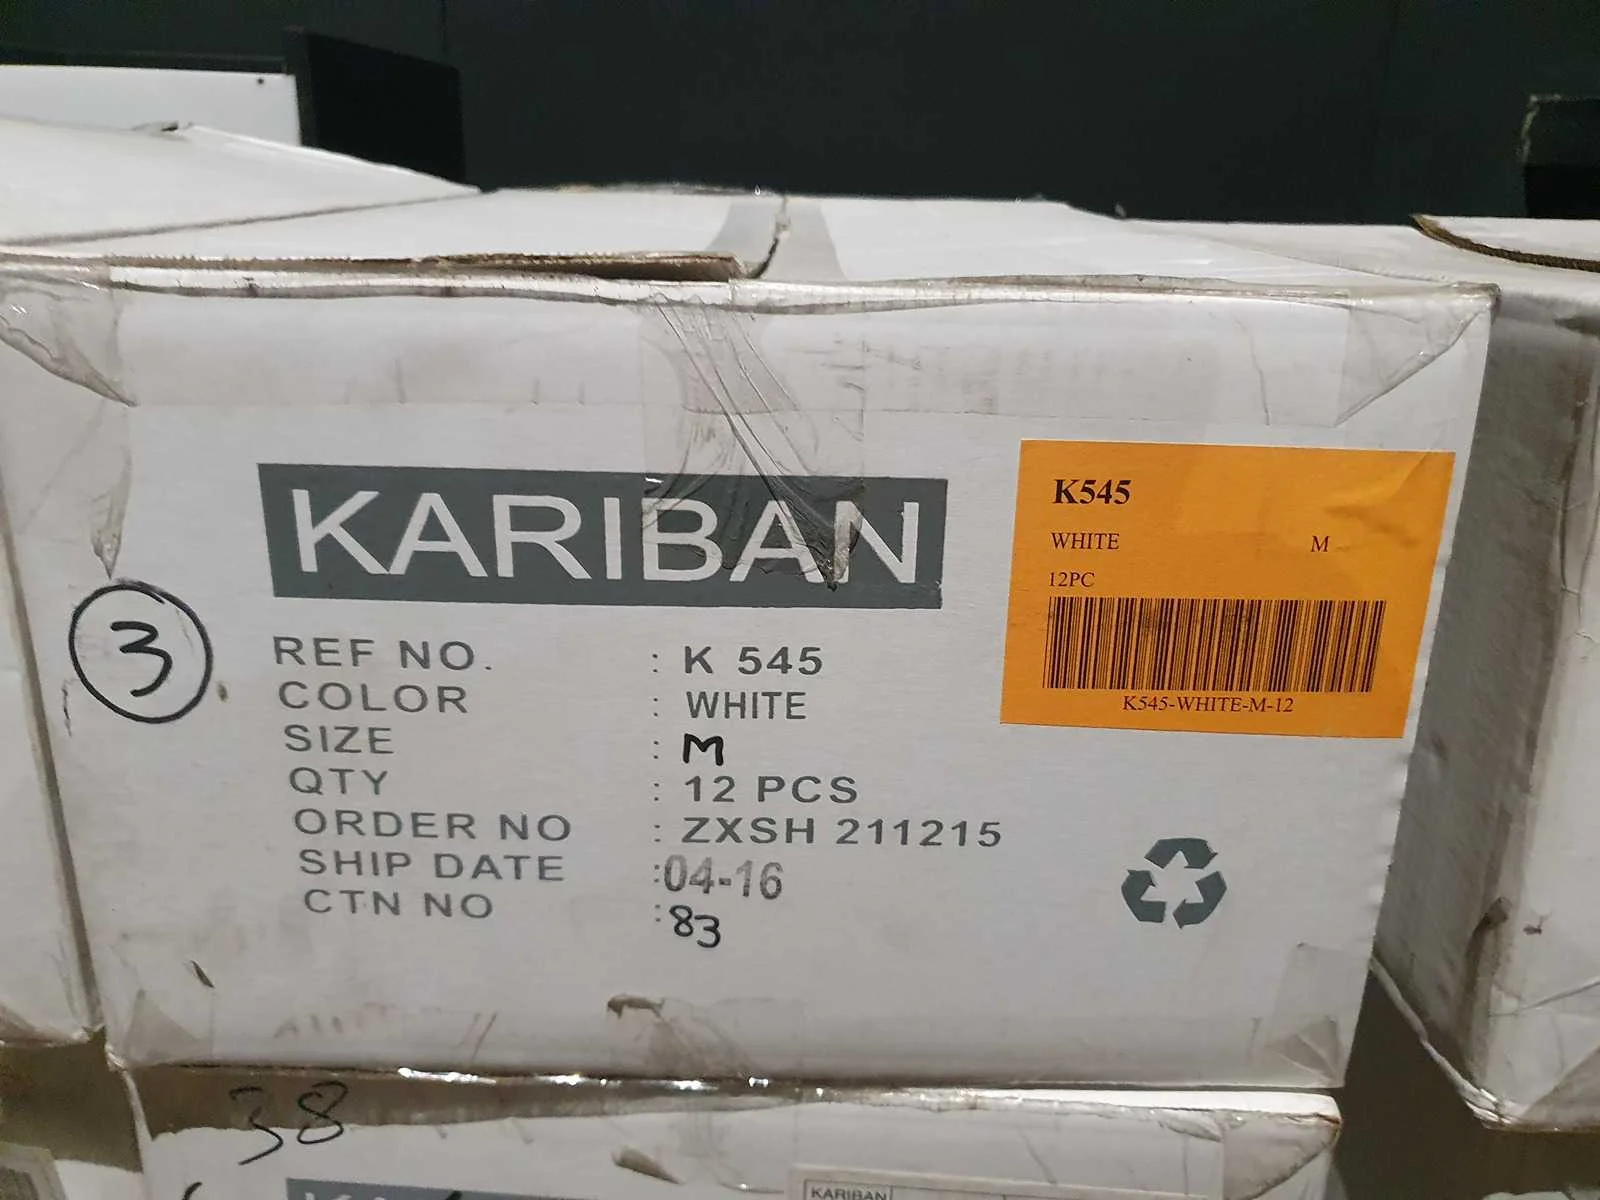 KARIBAN
K545
WHITE M
12PC
K545-WHITE-M-12
3
REF NO. : K 545
COLOR : WHITE
SIZE : M
QTY : 12 PCS
ORDER NO : ZXSH 211215
SHIP DATE :04-16
CTN NO :83
38
KARIBAN